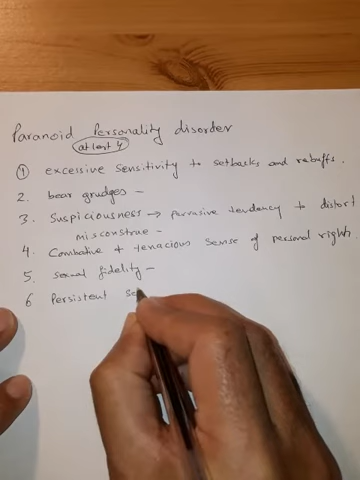 Paranoid Personality disorder
at least 4
① excessive sensitivity to setbacks and rebuffs.
2. bear grudges -
3. Suspiciousness → pervasive tendency to distort
misconstrue -
4. Combative + tenacious sense of personal rights.
5. sexual fidelity -
6 Persistent se